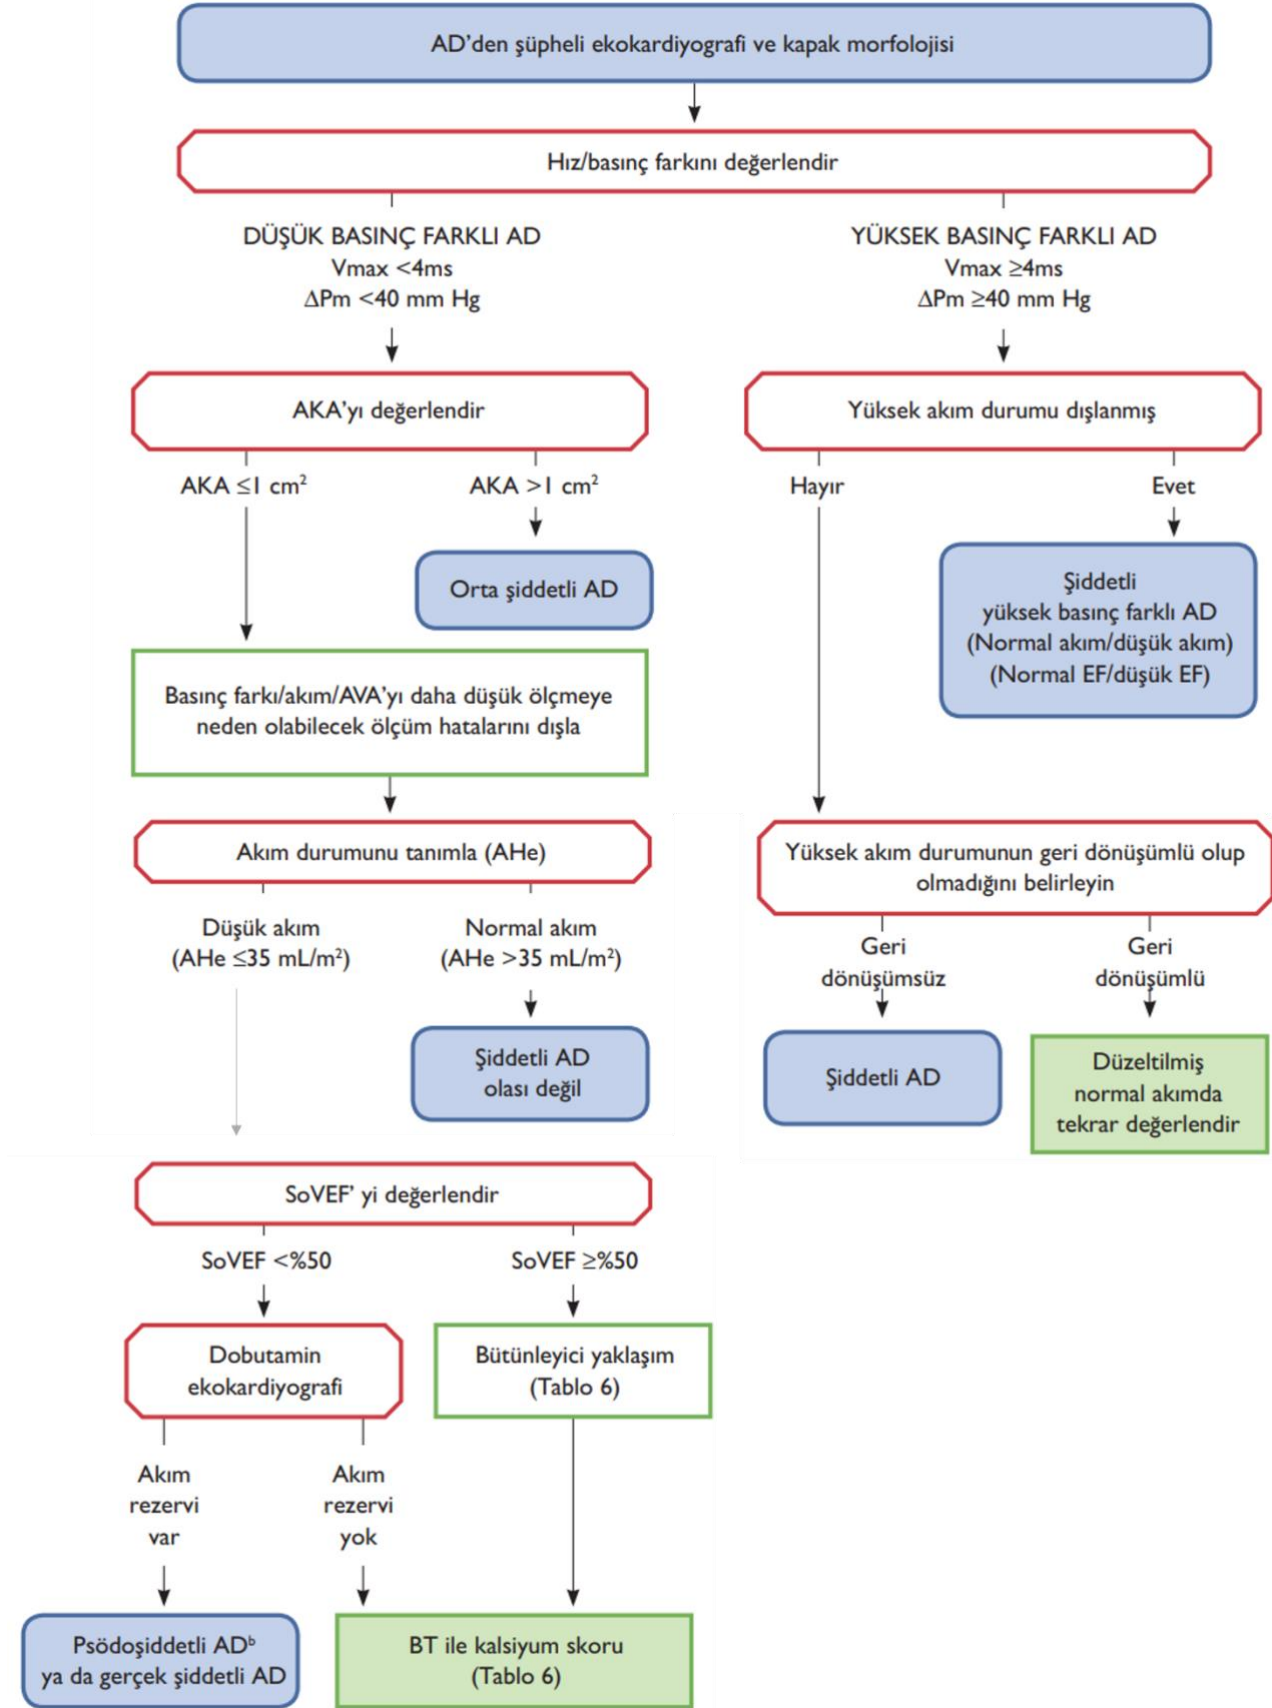 AD’den şüpheli ekokardiyografi ve kapak morfolojisi
Hız/basınç farkını değerlendir
DÜŞÜK BASINÇ FARKLI AD
Vmax <4ms
ΔPm <40 mm Hg
YÜKSEK BASINÇ FARKLI AD
Vmax ≥4ms
ΔPm ≥40 mm Hg
AKA’yı değerlendir
Yüksek akım durumu dışlanmış
AKA ≤1 cm²
AKA >1 cm²
Hayır
Evet
Orta şiddetli AD
Şiddetli
yüksek basınç farklı AD
(Normal akım/düşük akım)
(Normal EF/düşük EF)
Basınç farkı/akım/AVA’yı daha düşük ölçmeye
neden olabilecek ölçüm hatalarını dışla
Akım durumunu tanımla (AHe)
Yüksek akım durumunun geri dönüşümlü olup
olmadığını belirleyin
Düşük akım
(AHe ≤35 mL/m²)
Normal akım
(AHe >35 mL/m²)
Geri
dönüşümsüz
Geri
dönüşümlü
Şiddetli AD
olası değil
Şiddetli AD
Düzeltilmiş
normal akımda
tekrar değerlendir
SoVEF’ yi değerlendir
SoVEF <%50
SoVEF ≥%50
Dobutamin
ekokardiyografi
Bütünleyici yaklaşım
(Tablo 6)
Akım
rezervi
var
Akım
rezervi
yok
Psödoşiddetli ADᵇ
ya da gerçek şiddetli AD
BT ile kalsiyum skoru
(Tablo 6)